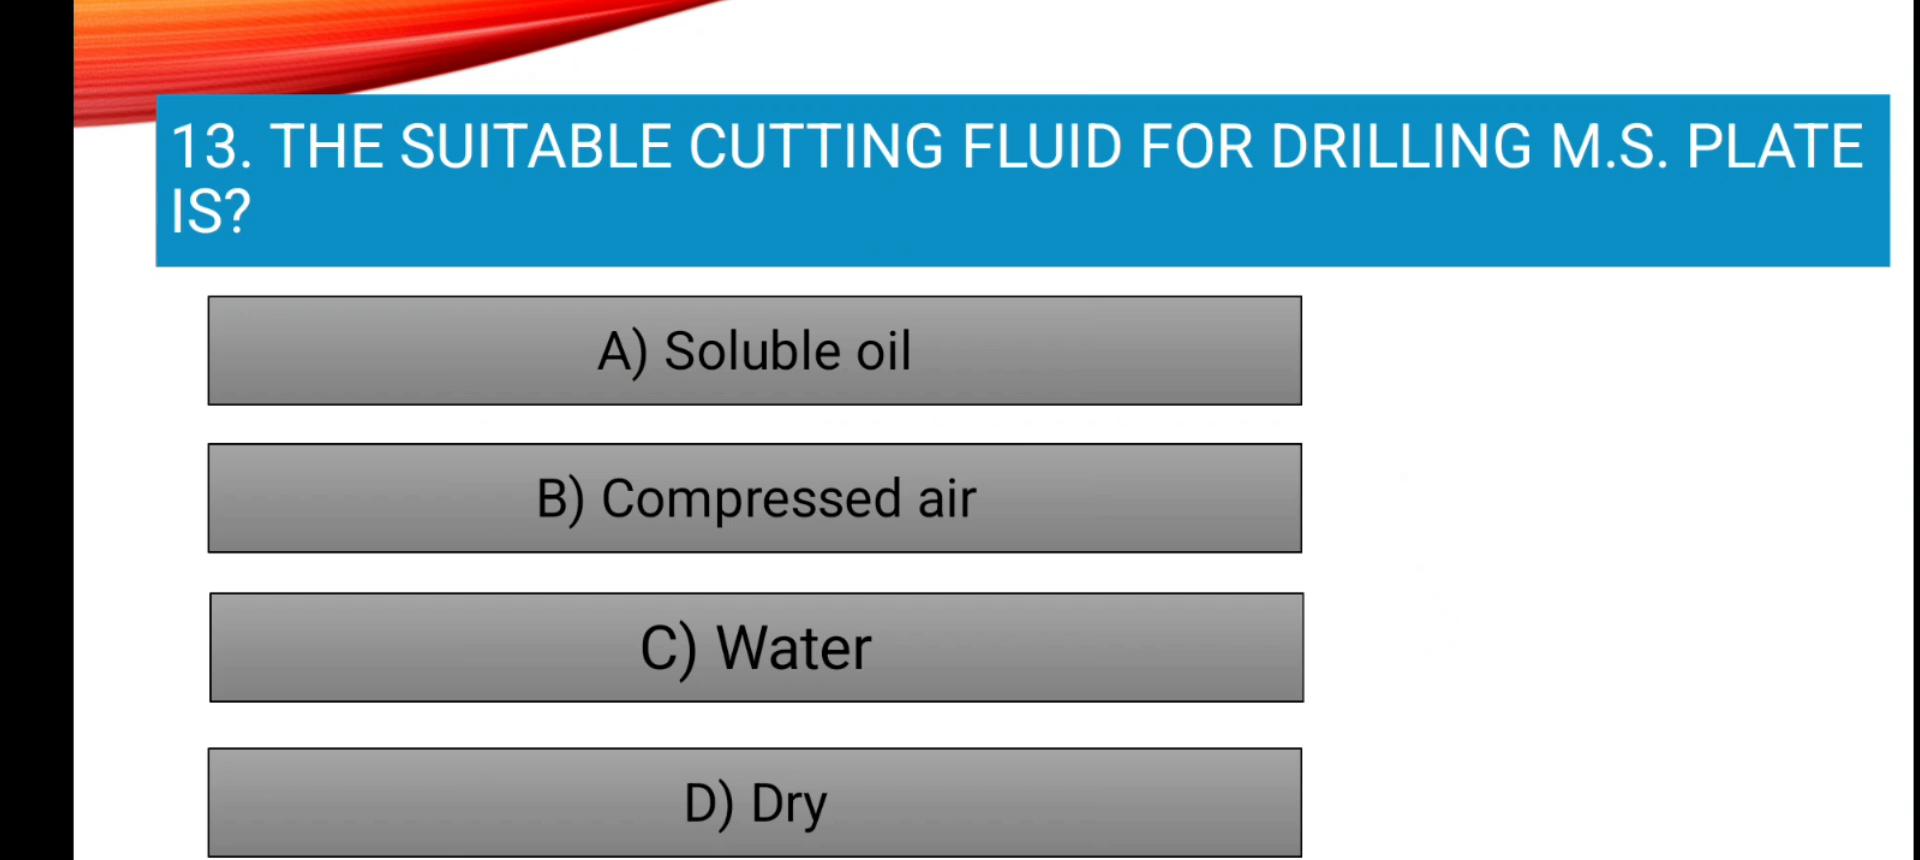 13. THE SUITABLE CUTTING FLUID FOR DRILLING M.S. PLATE
IS?
A) Soluble oil
B) Compressed air
C) Water
D) Dry